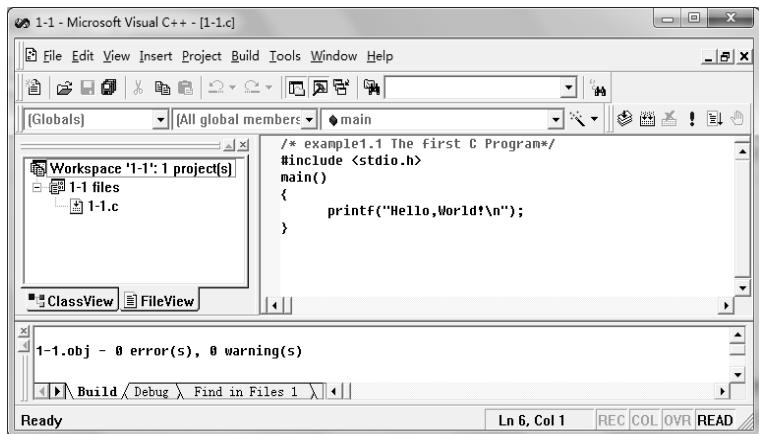 1-1 - Microsoft Visual C++ - [1-1.c]
File Edit View Insert Project Build Tools Window Help
(Globals) (All global members main
Workspace '1-1': 1 project(s)
1-1 files
1-1.c
ClassView FileView
/* example1.1 The first C Program*/
#include <stdio.h>
main()
{
printf("Hello,World!\n");
}
1-1.obj - 0 error(s), 0 warning(s)
Build Debug Find in Files 1
Ready Ln 6, Col 1 REC COL OVR READ